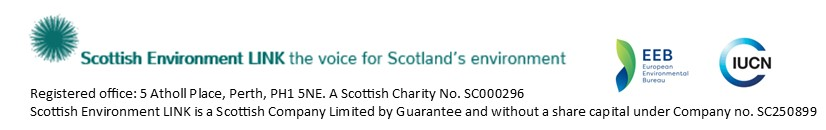 Scottish Environment LINK the voice for Scotland's environment
EEB
European
Environmental
Bureau
IUCN
Registered office: 5 Atholl Place, Perth, PH1 5NE. A Scottish Charity No. SC000296
Scottish Environment LINK is a Scottish Company Limited by Guarantee and without a share capital under Company no. SC250899